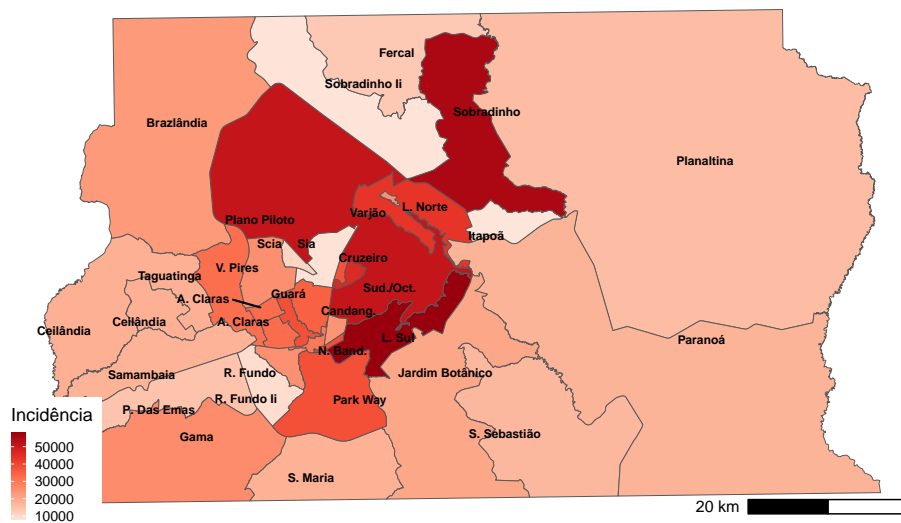 Fercal
Sobradinho Ii
Sobradinho
Brazlândia
Planaltina
L. Norte
Varjão
Plano Piloto
Itapoã
Scia
Sia
Cruzeiro
V. Pires
Taguatinga
Sud./Oct.
Guará
A. Claras
Candang.
Ceilândia
A. Claras
Ceilândia
L. Sul
Paranoá
N. Band.
R. Fundo
Jardim Botânico
Samambaia
R. Fundo Ii
Park Way
P. Das Emas
Incidência
Gama
S. Sebastião
50000
40000
30000
20000
10000
S. Maria
20 km